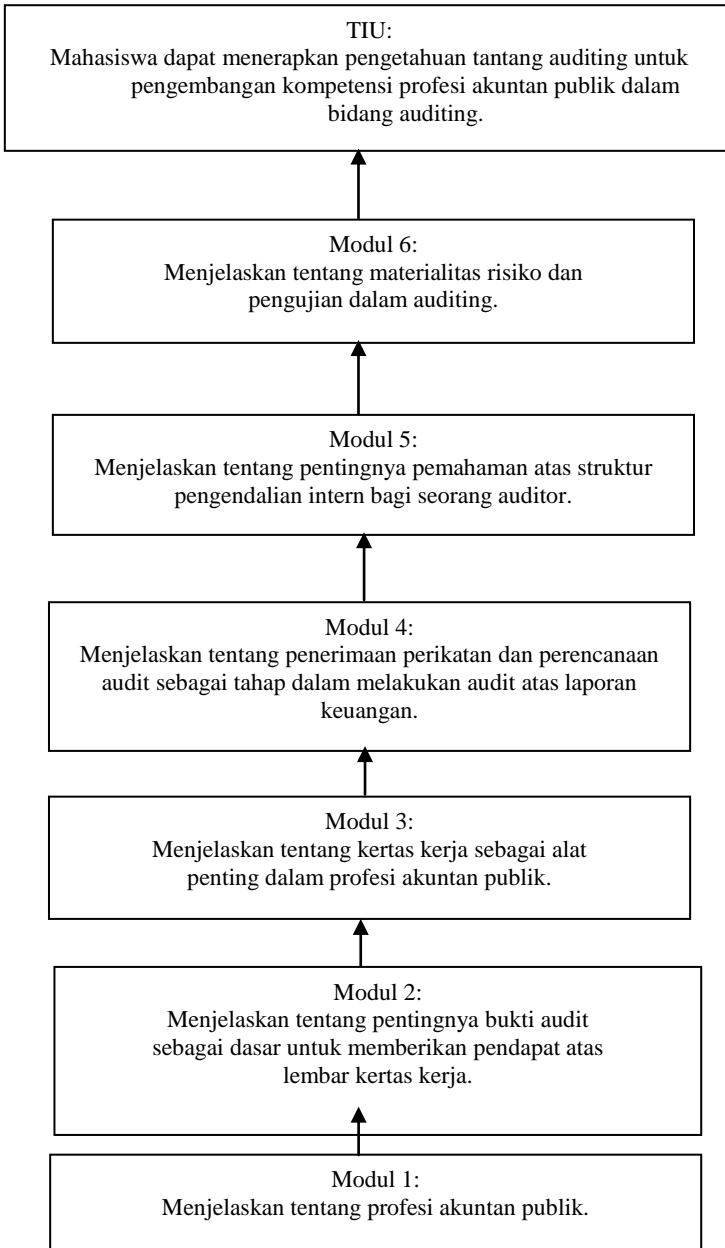 TIU:
Mahasiswa dapat menerapkan pengetahuan tantang auditing untuk
pengembangan kompetensi profesi akuntan publik dalam
bidang auditing.
Modul 6:
Menjelaskan tentang materialitas risiko dan
pengujian dalam auditing.
Modul 5:
Menjelaskan tentang pentingnya pemahaman atas struktur
pengendalian intern bagi seorang auditor.
Modul 4:
Menjelaskan tentang penerimaan perikatan dan perencanaan
audit sebagai tahap dalam melakukan audit atas laporan
keuangan.
Modul 3:
Menjelaskan tentang kertas kerja sebagai alat
penting dalam profesi akuntan publik.
Modul 2:
Menjelaskan tentang pentingnya bukti audit
sebagai dasar untuk memberikan pendapat atas
lembar kertas kerja.
Modul 1:
Menjelaskan tentang profesi akuntan publik.